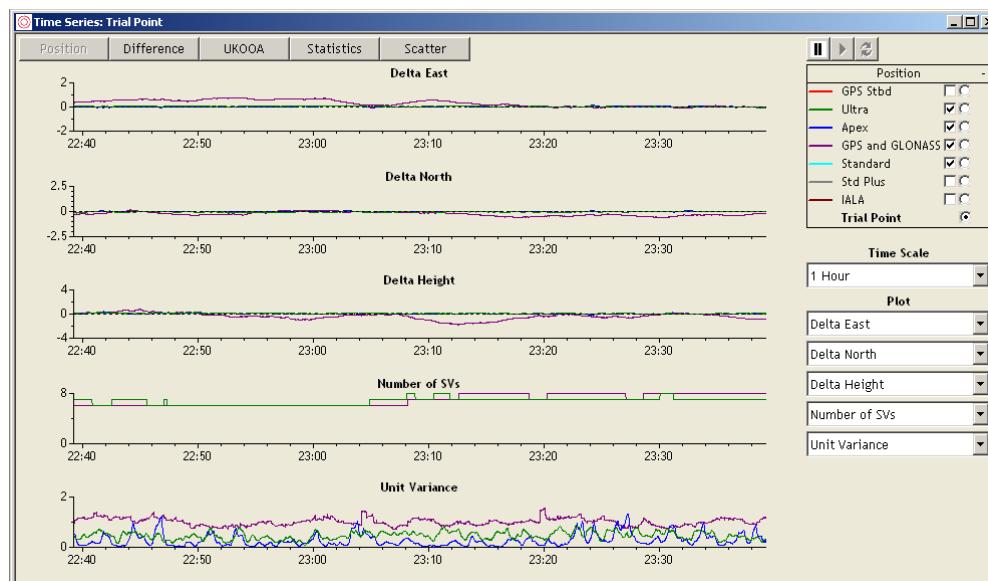 Time Series: Trial Point
Position Difference UKOOA Statistics Scatter
Delta East
2
0
-2
22:40 22:50 23:00 23:10 23:20 23:30
Delta North
2.5
0
-2.5
22:40 22:50 23:00 23:10 23:20 23:30
Delta Height
4
0
-4
22:40 22:50 23:00 23:10 23:20 23:30
Number of SVs
8
0
22:40 22:50 23:00 23:10 23:20 23:30
Unit Variance
2
0
22:40 22:50 23:00 23:10 23:20 23:30
Position -
GPS Stbd
Ultra
Apex
GPS and GLONASS
Standard
Std Plus
IALA
Trial Point
Time Scale
1 Hour
Plot
Delta East
Delta North
Delta Height
Number of SVs
Unit Variance